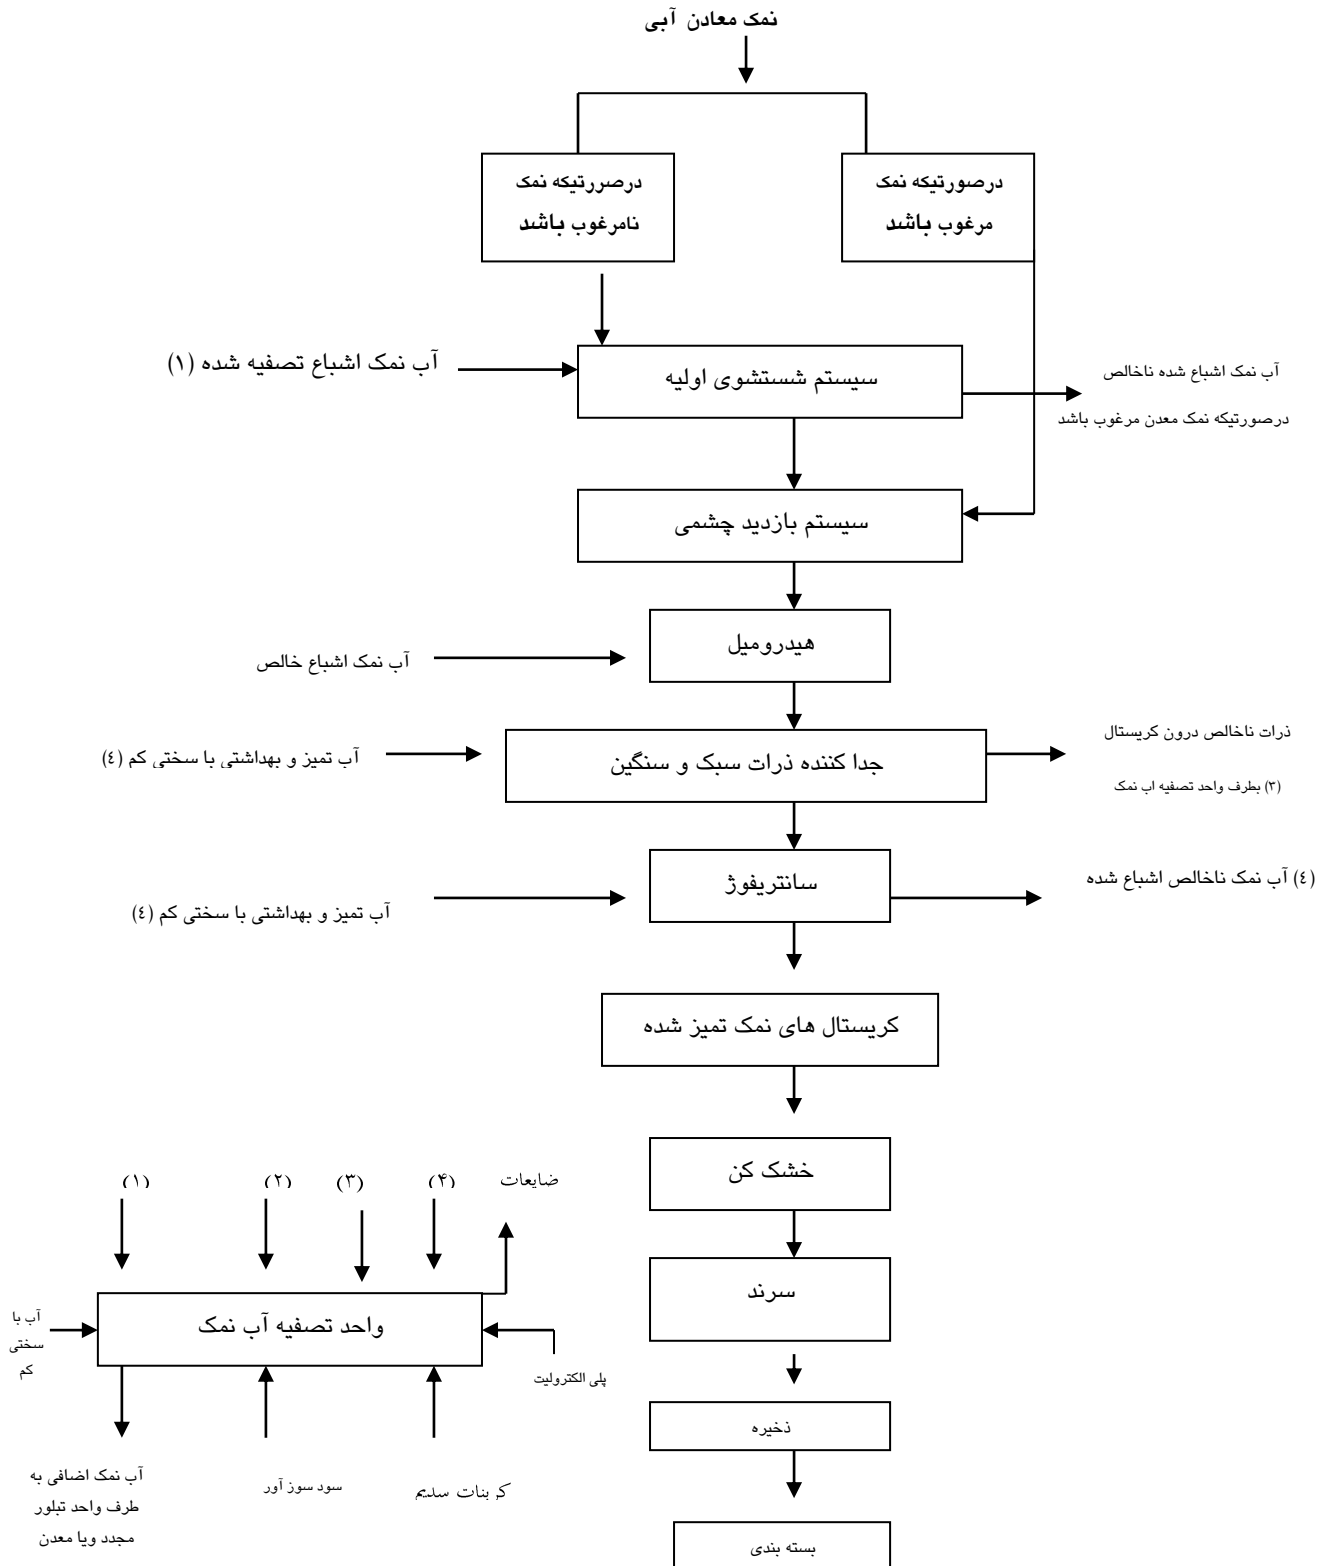 نمک معادن آبی
درصررتیکه نمک
نامرغوب باشد
درصورتیکه نمک
مرغوب باشد
آب نمک اشباع تصفیه شده (۱)
سیستم شستشوی اولیه
آب نمک اشباع شده ناخالص
درصورتیکه نمک معدن مرغوب باشد
سیستم بازدید چشمی
هیدرومیل
آب نمک اشباع خالص
ذرات ناخالص درون کریستال
(۳) بطرف واحد تصفیه اب نمک
آب تمیز و بهداشتی با سختی کم (٤)
جدا کننده ذرات سبک و سنگین
سانتریفوژ
(٤) آب نمک ناخالص اشباع شده
آب تمیز و بهداشتی با سختی کم (٤)
کریستال های نمک تمیز شده
خشک کن
سرند
ذخیره
بسته بندی
(۱)
(۲)
(۳)
(۴)
ضایعات
واحد تصفیه آب نمک
آب با
سختی
کم
پلی الکترولیت
آب نمک اضافی به
طرف واحد تبلور
مجدد ویا معدن
سود سوز آور
کربنات سدیم